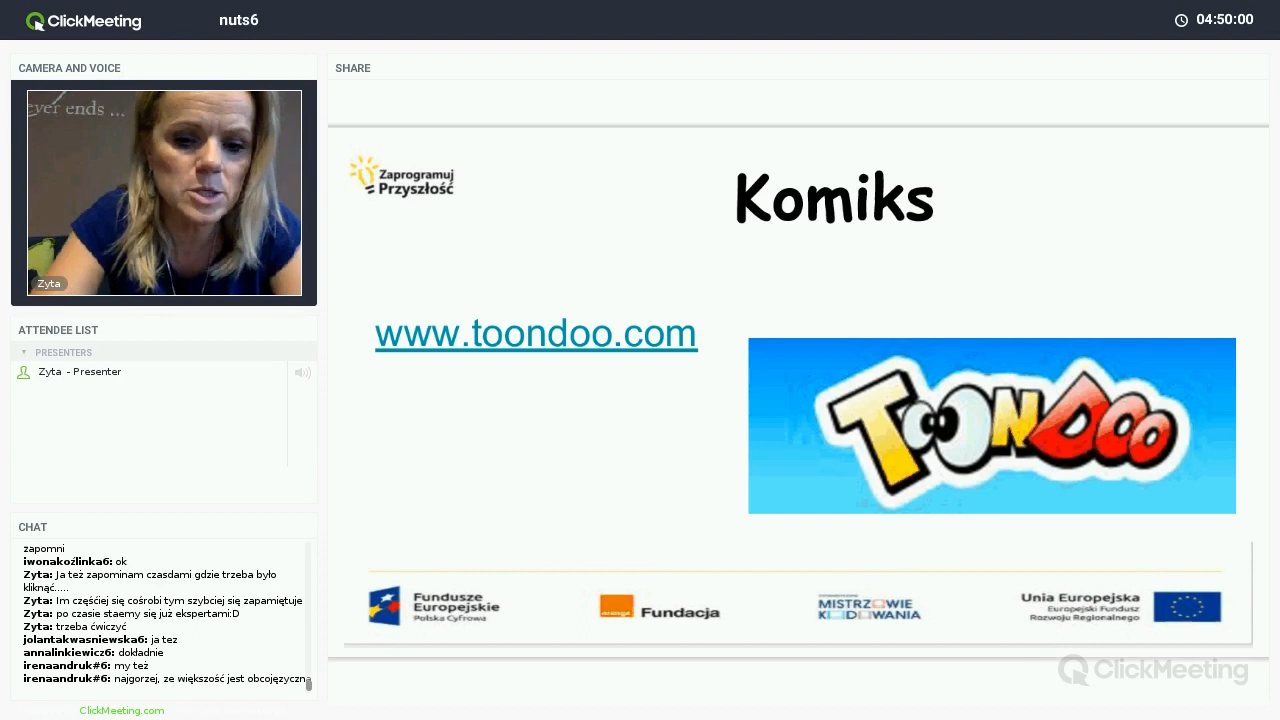 ClickMeeting
nuts6
04:50:00
CAMERA AND VOICE
ever ends ...
Zyta
ATTENDEE LIST
PRESENTERS
Zyta - Presenter
CHAT
zapomni
iwonakoźlinka6: ok
Zyta: Ja też zapominam czasdami gdzie trzeba było
kliknąć.....
Zyta: Im częśćiej się cośrobi tym szybciej się zapamiętuje
Zyta: po czasie staemy się już ekspertami:D
Zyta: trzeba ćwiczyć
jolantakwasniewska6: ja tez
annalinkiewicz6: dokładnie
irenaandruk#6: my też
irenaandruk#6: najgorzej, ze większość jest obcojęzyczna
ClickMeeting.com
SHARE
Zaprogramuj
Przyszłość
Komiks
www.toondoo.com
TOONDOO
Fundusze
Europejskie
Polska Cyfrowa
orange
Fundacja
MISTRZOWIE
KODOWANIA
Unia Europejska
Europejski Fundusz
Rozwoju Regionalnego
ClickMeeting